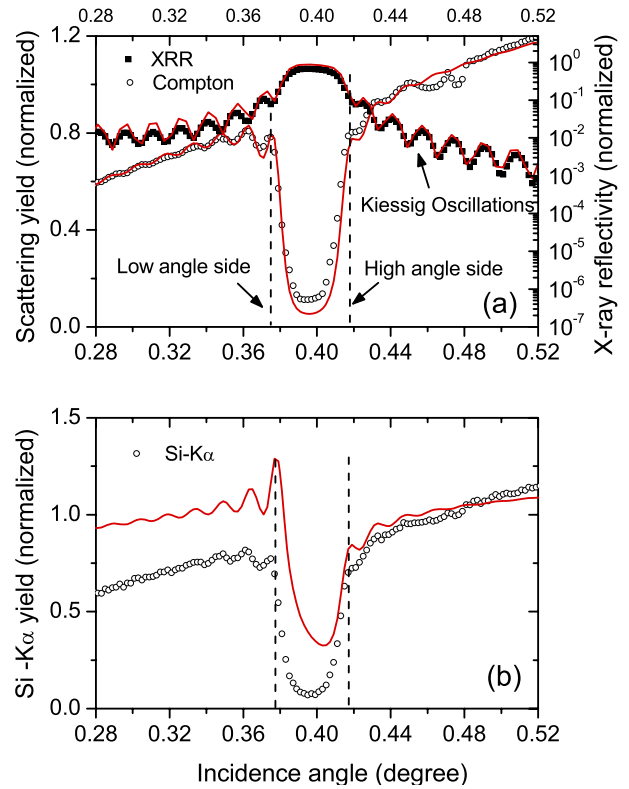 0.28 0.32 0.36 0.40 0.44 0.48 0.52
1.2
0.8
0.4
0.0
Scattering yield (normalized)
XRR
Compton
Kiessig Oscillations
Low angle side
High angle side
(a)
10⁰
10⁻¹
10⁻²
10⁻³
10⁻⁴
10⁻⁵
10⁻⁶
10⁻⁷
X-ray reflectivity (normalized)
0.28 0.32 0.36 0.40 0.44 0.48 0.52
1.5
1.0
0.5
0.0
Si -Kα yield (normalized)
Si-Kα
(b)
0.28 0.32 0.36 0.40 0.44 0.48 0.52
Incidence angle (degree)